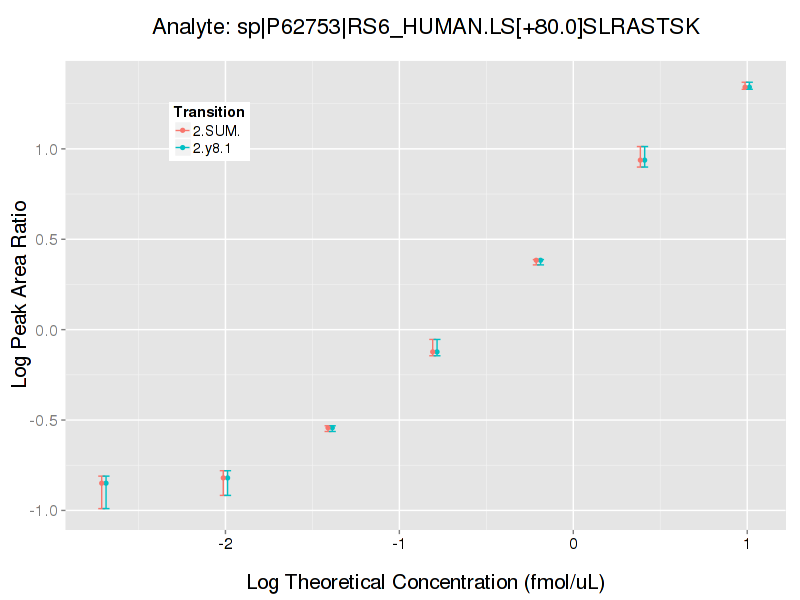 Analyte: sp|P62753|RS6_HUMAN.LS[+80.0]SLRASTSK
Transition
2.SUM.
2.y8.1
1.0
0.5
0.0
-0.5
-1.0
Log Peak Area Ratio
-2
-1
0
1
Log Theoretical Concentration (fmol/uL)